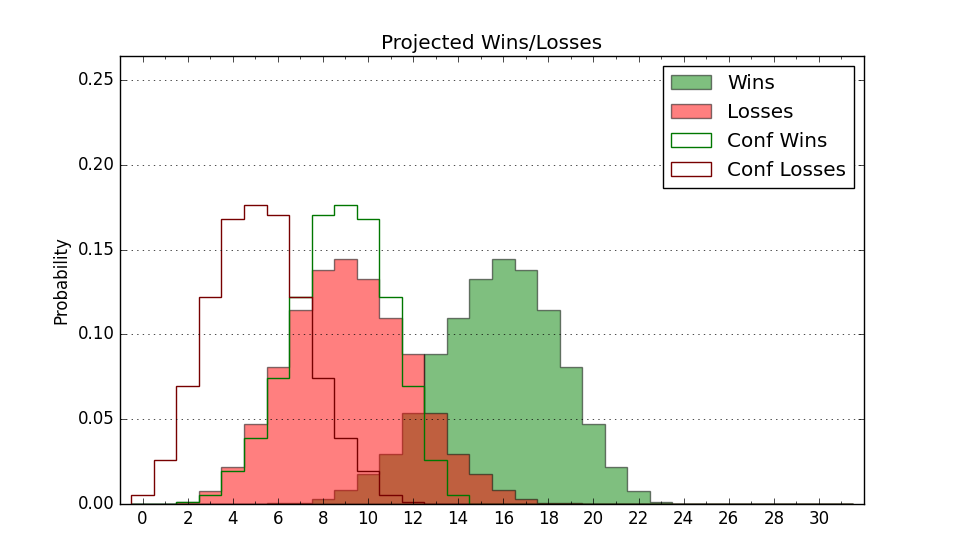 Projected Wins/Losses
Wins
Losses
Conf Wins
Conf Losses
Probability
0.25
0.20
0.15
0.10
0.05
0.00
0 2 4 6 8 10 12 14 16 18 20 22 24 26 28 30